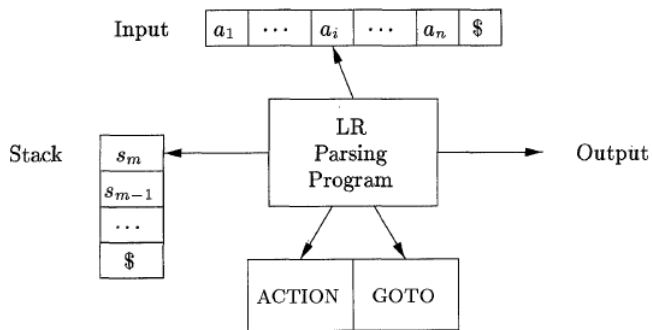 Input a₁ ⋯ aᵢ ⋯ aₙ $
LR
Parsing
Program
Stack
sₘ
sₘ₋₁
⋯
$
Output
ACTION GOTO